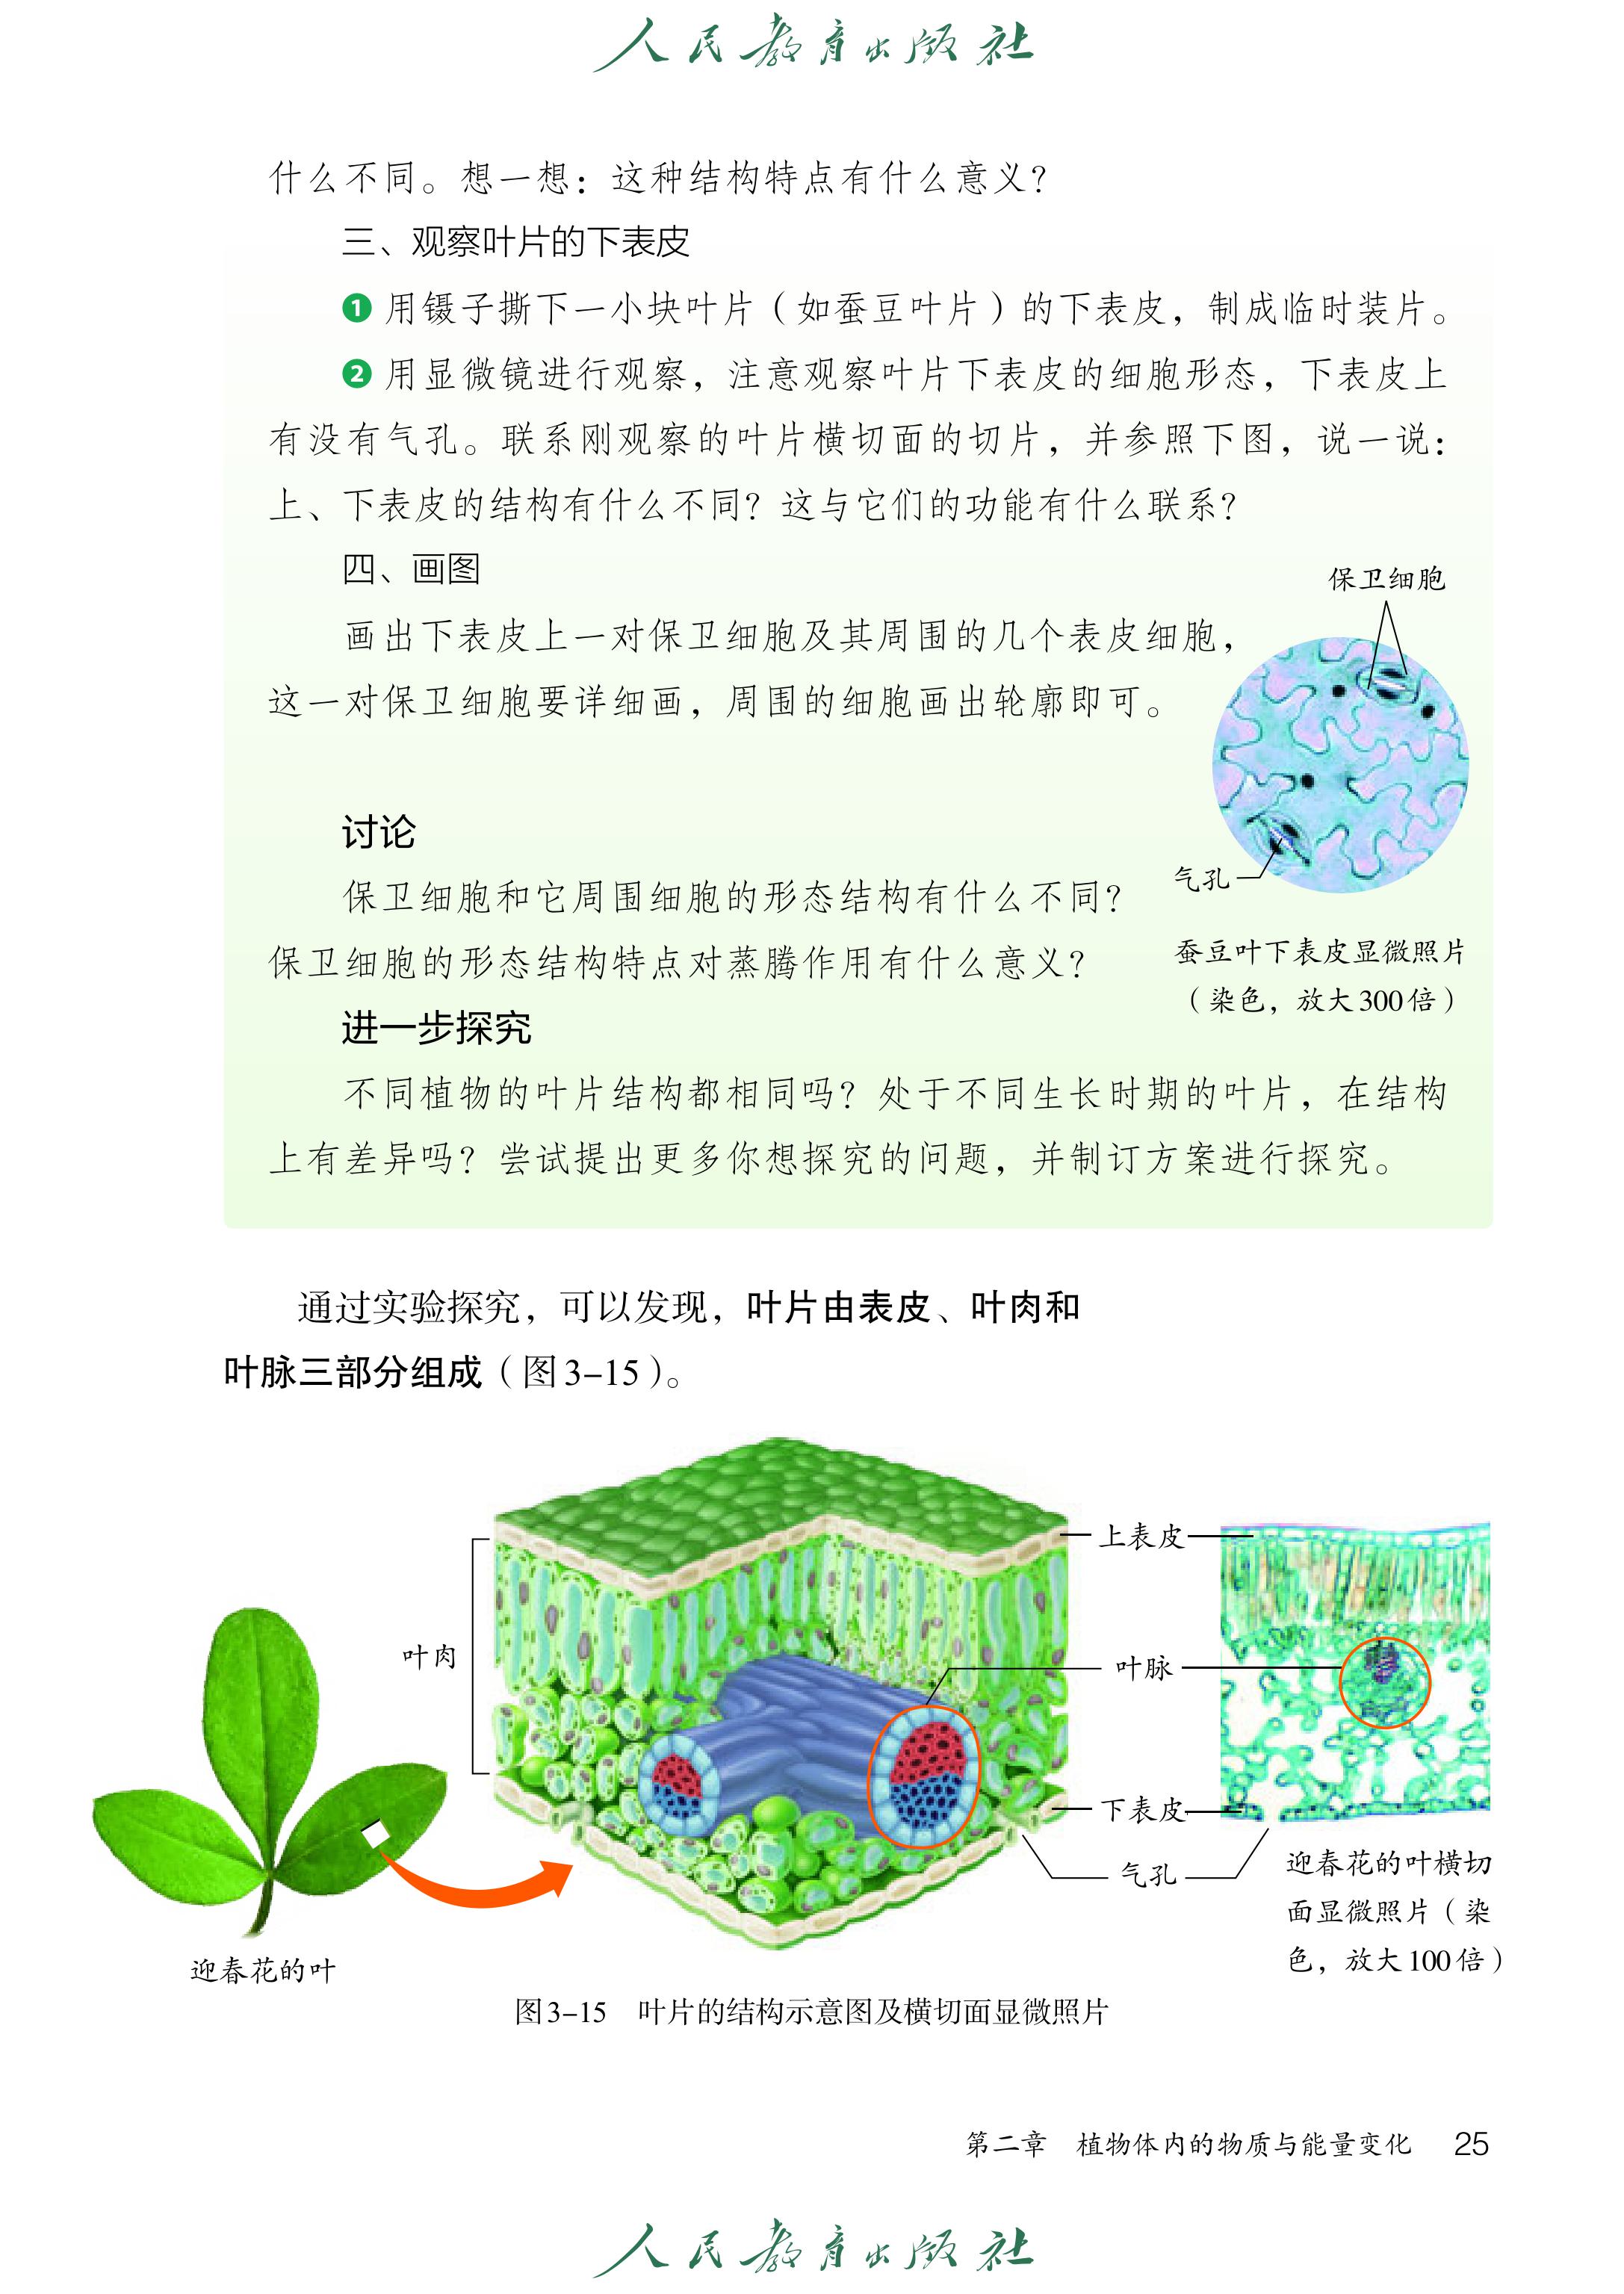 人民教育出版社
什么不同。想一想：这种结构特点有什么意义？
三、观察叶片的下表皮
❶ 用镊子撕下一小块叶片（如蚕豆叶片）的下表皮，制成临时装片。
❷ 用显微镜进行观察，注意观察叶片下表皮的细胞形态，下表皮上
有没有气孔。联系刚观察的叶片横切面的切片，并参照下图，说一说：
上、下表皮的结构有什么不同？这与它们的功能有什么联系？
四、画图
画出下表皮上一对保卫细胞及其周围的几个表皮细胞，
这一对保卫细胞要详细画，周围的细胞画出轮廓即可。
保卫细胞
气孔
蚕豆叶下表皮显微照片
（染色，放大300倍）
讨论
保卫细胞和它周围细胞的形态结构有什么不同？
保卫细胞的形态结构特点对蒸腾作用有什么意义？
进一步探究
不同植物的叶片结构都相同吗？处于不同生长时期的叶片，在结构
上有差异吗？尝试提出更多你想探究的问题，并制订方案进行探究。
通过实验探究，可以发现，叶片由表皮、叶肉和
叶脉三部分组成（图3–15）。
上表皮
叶肉
叶脉
下表皮
气孔
迎春花的叶
迎春花的叶横切
面显微照片（染
色，放大100倍）
图3–15 叶片的结构示意图及横切面显微照片
第二章 植物体内的物质与能量变化 25
人民教育出版社